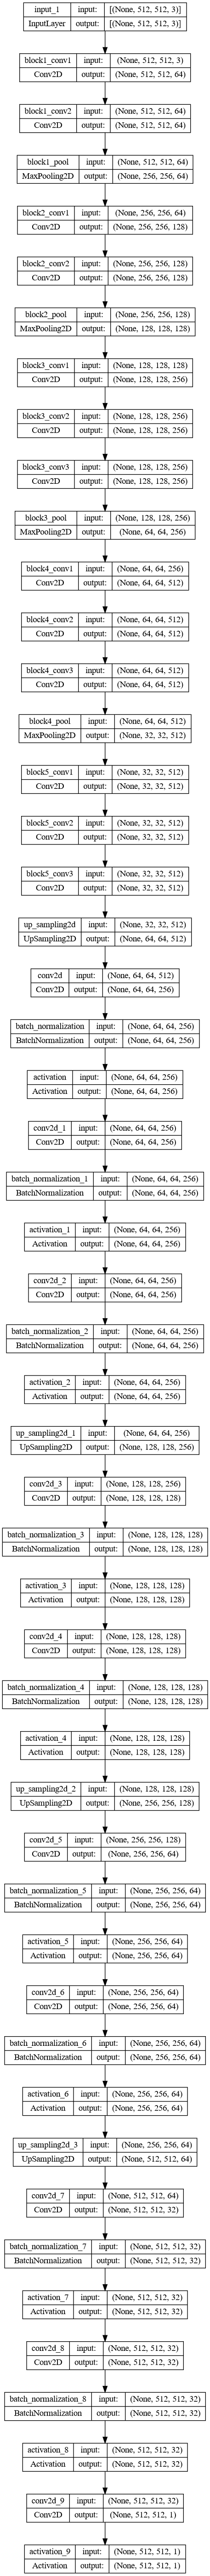 input_1 input: [(None, 512, 512, 3)]
InputLayer output: [(None, 512, 512, 3)]
block1_conv1 input: (None, 512, 512, 3)
Conv2D output: (None, 512, 512, 64)
block1_conv2 input: (None, 512, 512, 64)
Conv2D output: (None, 512, 512, 64)
block1_pool input: (None, 512, 512, 64)
MaxPooling2D output: (None, 256, 256, 64)
block2_conv1 input: (None, 256, 256, 64)
Conv2D output: (None, 256, 256, 128)
block2_conv2 input: (None, 256, 256, 128)
Conv2D output: (None, 256, 256, 128)
block2_pool input: (None, 256, 256, 128)
MaxPooling2D output: (None, 128, 128, 128)
block3_conv1 input: (None, 128, 128, 128)
Conv2D output: (None, 128, 128, 256)
block3_conv2 input: (None, 128, 128, 256)
Conv2D output: (None, 128, 128, 256)
block3_conv3 input: (None, 128, 128, 256)
Conv2D output: (None, 128, 128, 256)
block3_pool input: (None, 128, 128, 256)
MaxPooling2D output: (None, 64, 64, 256)
block4_conv1 input: (None, 64, 64, 256)
Conv2D output: (None, 64, 64, 512)
block4_conv2 input: (None, 64, 64, 512)
Conv2D output: (None, 64, 64, 512)
block4_conv3 input: (None, 64, 64, 512)
Conv2D output: (None, 64, 64, 512)
block4_pool input: (None, 64, 64, 512)
MaxPooling2D output: (None, 32, 32, 512)
block5_conv1 input: (None, 32, 32, 512)
Conv2D output: (None, 32, 32, 512)
block5_conv2 input: (None, 32, 32, 512)
Conv2D output: (None, 32, 32, 512)
block5_conv3 input: (None, 32, 32, 512)
Conv2D output: (None, 32, 32, 512)
up_sampling2d input: (None, 32, 32, 512)
UpSampling2D output: (None, 64, 64, 512)
conv2d input: (None, 64, 64, 512)
Conv2D output: (None, 64, 64, 256)
batch_normalization input: (None, 64, 64, 256)
BatchNormalization output: (None, 64, 64, 256)
activation input: (None, 64, 64, 256)
Activation output: (None, 64, 64, 256)
conv2d_1 input: (None, 64, 64, 256)
Conv2D output: (None, 64, 64, 256)
batch_normalization_1 input: (None, 64, 64, 256)
BatchNormalization output: (None, 64, 64, 256)
activation_1 input: (None, 64, 64, 256)
Activation output: (None, 64, 64, 256)
conv2d_2 input: (None, 64, 64, 256)
Conv2D output: (None, 64, 64, 256)
batch_normalization_2 input: (None, 64, 64, 256)
BatchNormalization output: (None, 64, 64, 256)
activation_2 input: (None, 64, 64, 256)
Activation output: (None, 64, 64, 256)
up_sampling2d_1 input: (None, 64, 64, 256)
UpSampling2D output: (None, 128, 128, 256)
conv2d_3 input: (None, 128, 128, 256)
Conv2D output: (None, 128, 128, 128)
batch_normalization_3 input: (None, 128, 128, 128)
BatchNormalization output: (None, 128, 128, 128)
activation_3 input: (None, 128, 128, 128)
Activation output: (None, 128, 128, 128)
conv2d_4 input: (None, 128, 128, 128)
Conv2D output: (None, 128, 128, 128)
batch_normalization_4 input: (None, 128, 128, 128)
BatchNormalization output: (None, 128, 128, 128)
activation_4 input: (None, 128, 128, 128)
Activation output: (None, 128, 128, 128)
up_sampling2d_2 input: (None, 128, 128, 128)
UpSampling2D output: (None, 256, 256, 128)
conv2d_5 input: (None, 256, 256, 128)
Conv2D output: (None, 256, 256, 64)
batch_normalization_5 input: (None, 256, 256, 64)
BatchNormalization output: (None, 256, 256, 64)
activation_5 input: (None, 256, 256, 64)
Activation output: (None, 256, 256, 64)
conv2d_6 input: (None, 256, 256, 64)
Conv2D output: (None, 256, 256, 64)
batch_normalization_6 input: (None, 256, 256, 64)
BatchNormalization output: (None, 256, 256, 64)
activation_6 input: (None, 256, 256, 64)
Activation output: (None, 256, 256, 64)
up_sampling2d_3 input: (None, 256, 256, 64)
UpSampling2D output: (None, 512, 512, 64)
conv2d_7 input: (None, 512, 512, 64)
Conv2D output: (None, 512, 512, 32)
batch_normalization_7 input: (None, 512, 512, 32)
BatchNormalization output: (None, 512, 512, 32)
activation_7 input: (None, 512, 512, 32)
Activation output: (None, 512, 512, 32)
conv2d_8 input: (None, 512, 512, 32)
Conv2D output: (None, 512, 512, 32)
batch_normalization_8 input: (None, 512, 512, 32)
BatchNormalization output: (None, 512, 512, 32)
activation_8 input: (None, 512, 512, 32)
Activation output: (None, 512, 512, 32)
conv2d_9 input: (None, 512, 512, 32)
Conv2D output: (None, 512, 512, 1)
activation_9 input: (None, 512, 512, 1)
Activation output: (None, 512, 512, 1)